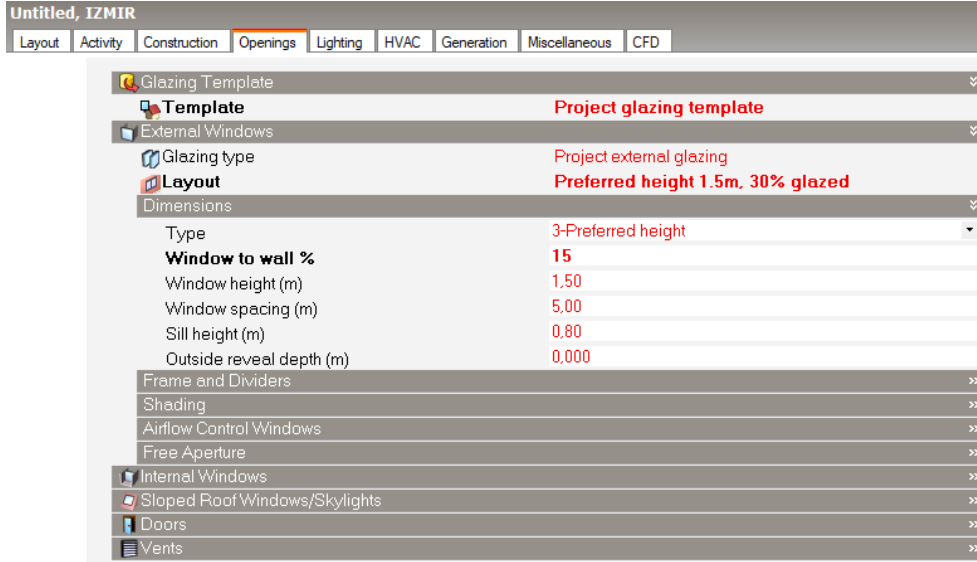 Untitled, IZMIR
Layout Activity Construction Openings Lighting HVAC Generation Miscellaneous CFD
Glazing Template
Template Project glazing template
External Windows
Glazing type Project external glazing
Layout Preferred height 1.5m, 30% glazed
Dimensions
Type 3-Preferred height
Window to wall % 15
Window height (m) 1,50
Window spacing (m) 5,00
Sill height (m) 0,80
Outside reveal depth (m) 0,000
Frame and Dividers
Shading
Airflow Control Windows
Free Aperture
Internal Windows
Sloped Roof Windows/Skylights
Doors
Vents